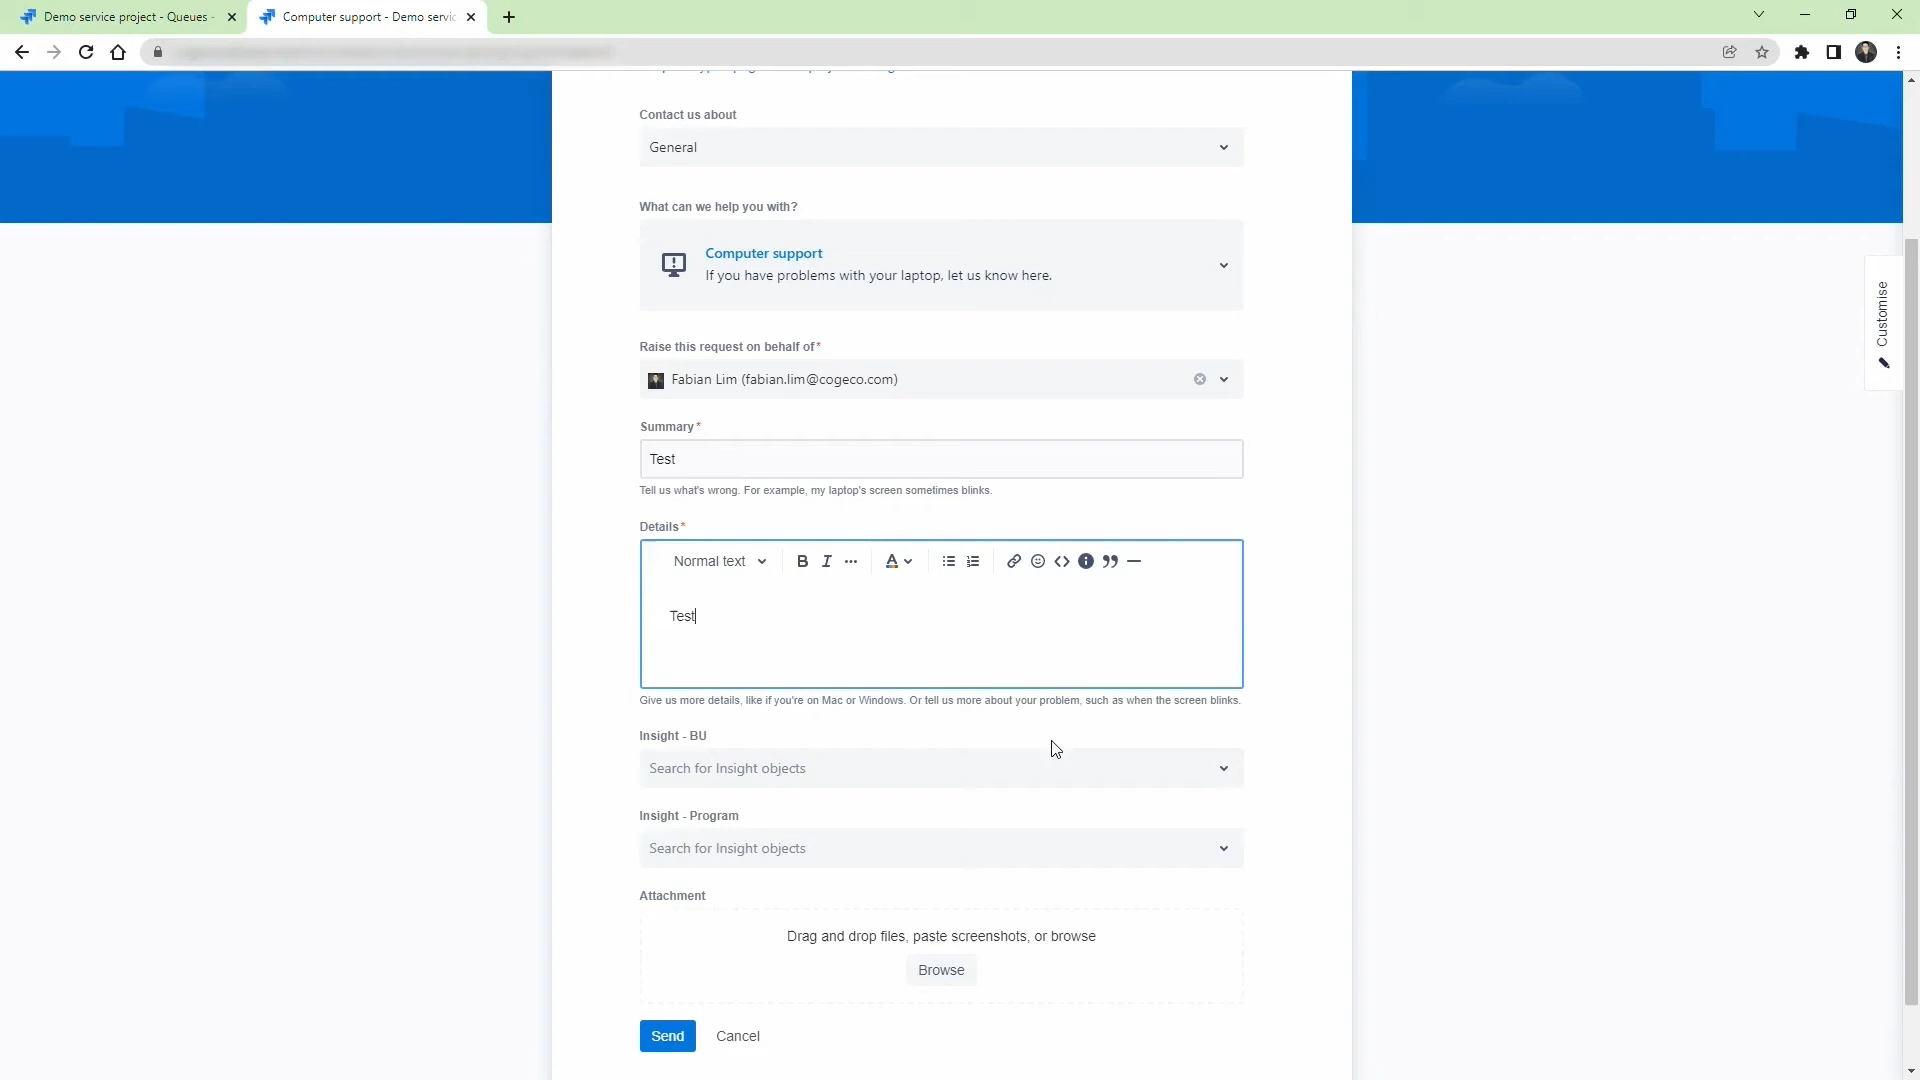 Demo service project - Queues -
Computer support - Demo servic
Contact us about
General
What can we help you with?
Computer support
If you have problems with your laptop, let us know here.
Raise this request on behalf of*
Fabian Lim (fabian.lim@cogeco.com)
Summary*
Test
Tell us what's wrong. For example, my laptop's screen sometimes blinks.
Details*
Normal text
B I ... A
Test
Give us more details, like if you're on Mac or Windows. Or tell us more about your problem, such as when the screen blinks.
Insight - BU
Search for Insight objects
Insight - Program
Search for Insight objects
Attachment
Drag and drop files, paste screenshots, or browse
Browse
Send Cancel
Customise